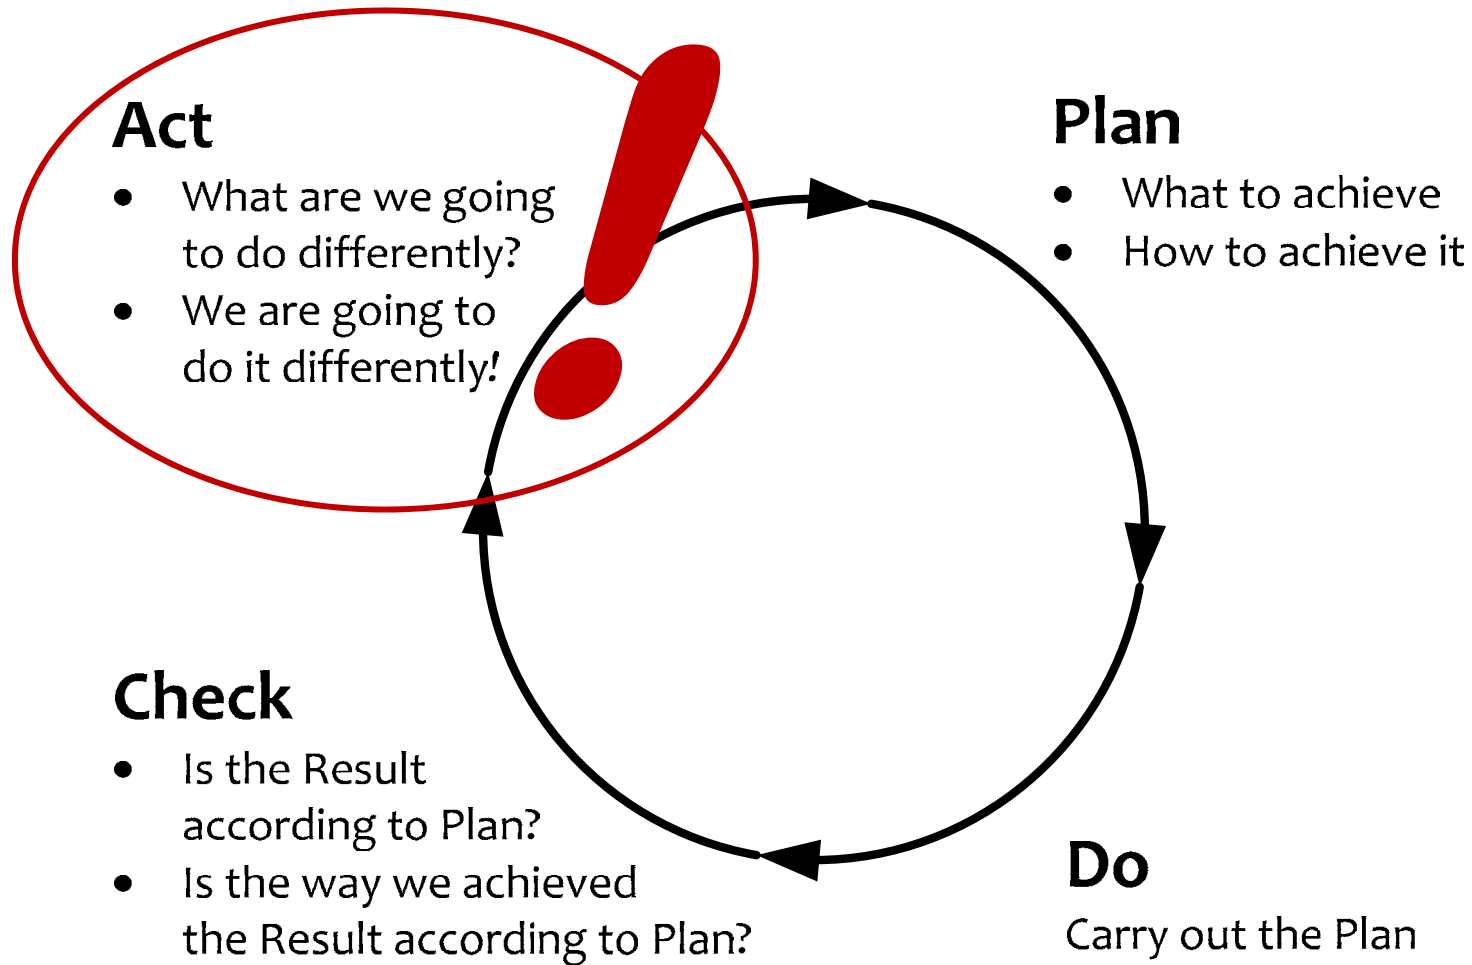 Act
• What are we going
to do differently?
• We are going to
do it differently!
Plan
• What to achieve
• How to achieve it
Check
• Is the Result
according to Plan?
• Is the way we achieved
the Result according to Plan?
Do
Carry out the Plan